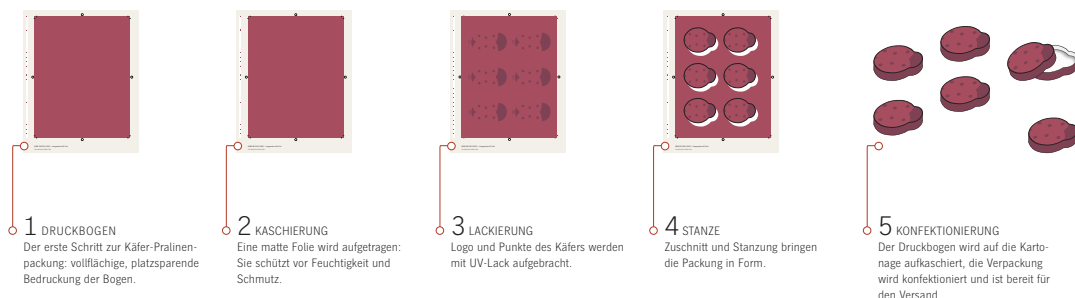 1 DRUCKBOGEN
Der erste Schritt zur Käfer-Pralinen-
packung: vollflächige, platzsparende
Bedruckung der Bogen.
2 KASCHIERUNG
Eine matte Folie wird aufgetragen:
Sie schützt vor Feuchtigkeit und
Schmutz.
3 LACKIERUNG
Logo und Punkte des Käfers werden
mit UV-Lack aufgebracht.
4 STANZE
Zuschnitt und Stanzung bringen
die Packung in Form.
5 KONFEKTIONIERUNG
Der Druckbogen wird auf die Karto-
nage aufkaschiert, die Verpackung
wird konfektioniert und ist bereit für
den Versand